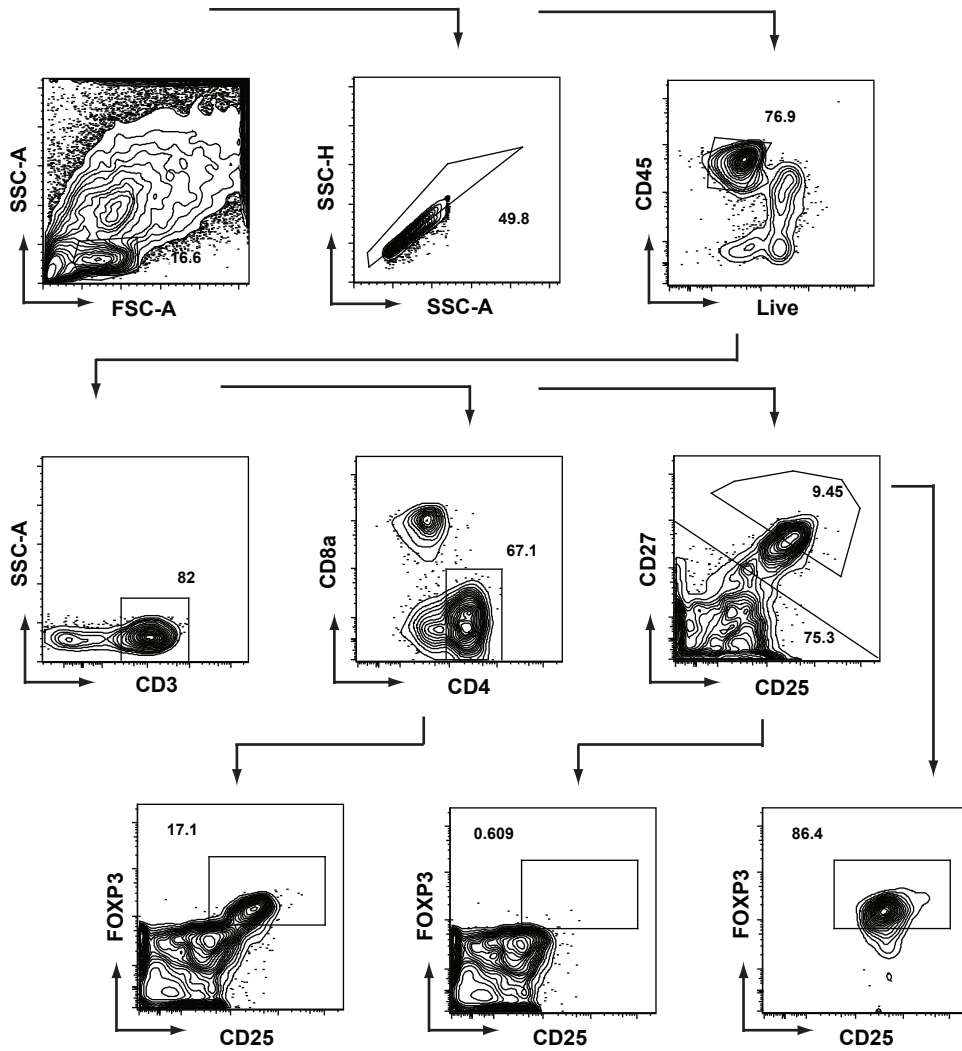 SSC-A
16.6
FSC-A
SSC-H
49.8
SSC-A
CD45
76.9
Live
SSC-A
82
CD3
CD8a
67.1
CD4
CD27
9.45
75.3
CD25
FOXP3
17.1
CD25
FOXP3
0.609
CD25
FOXP3
86.4
CD25